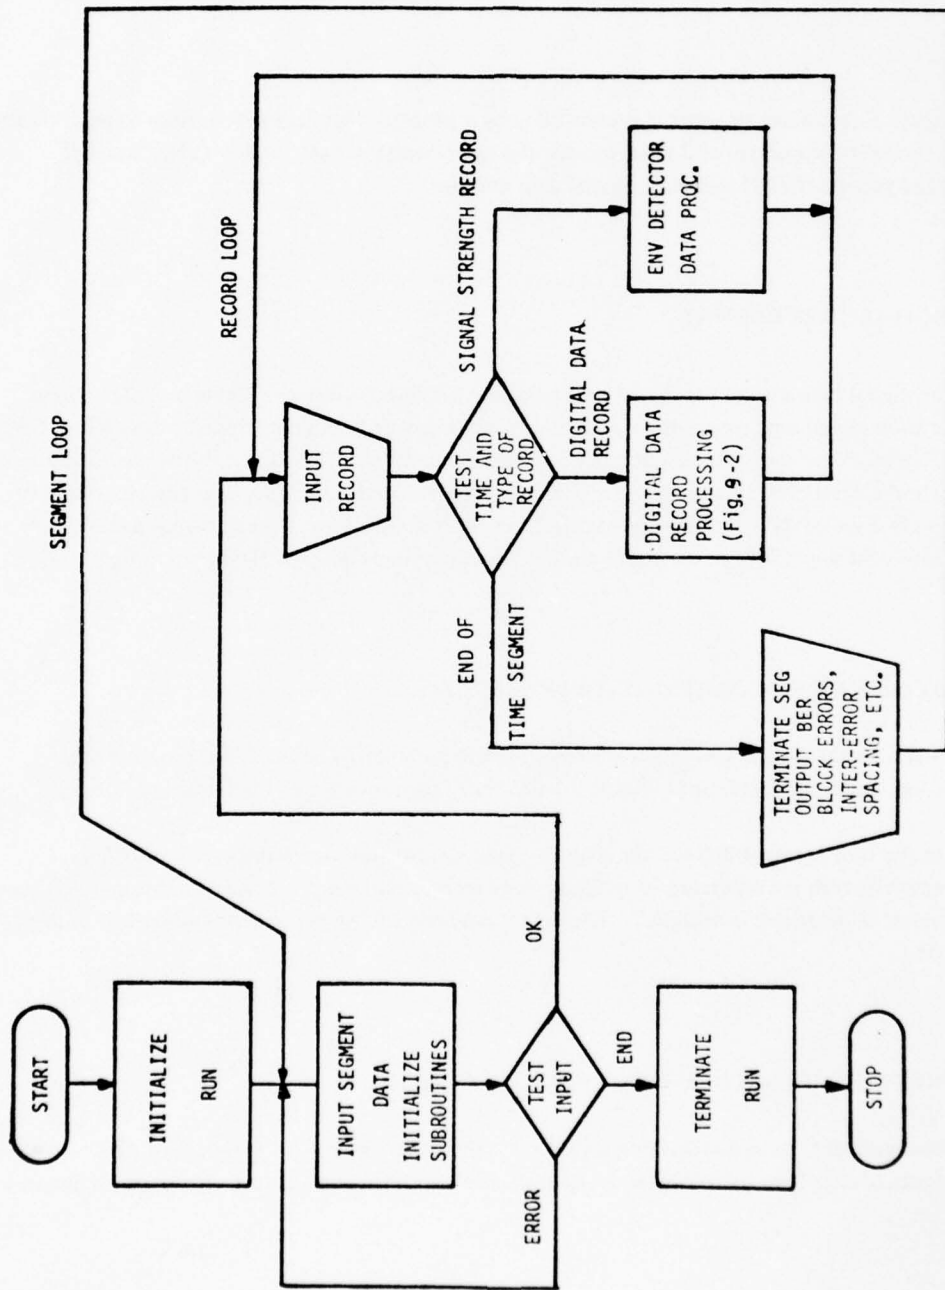 START
INITIALIZE
RUN
INPUT SEGMENT
DATA
INITIALIZE
SUBROUTINES
TEST
INPUT
ERROR
OK
END
TERMINATE
RUN
STOP
SEGMENT LOOP
RECORD LOOP
INPUT
RECORD
TEST
TIME AND
TYPE OF
RECORD
SIGNAL STRENGTH RECORD
DIGITAL DATA
RECORD
END OF
TIME SEGMENT
ENV DETECTOR
DATA PROC.
DIGITAL DATA
RECORD
PROCESSING
(Fig. 9-2)
TERMINATE SEG
OUTPUT BER
BLOCK ERRORS,
INTER-ERROR
SPACING, ETC.